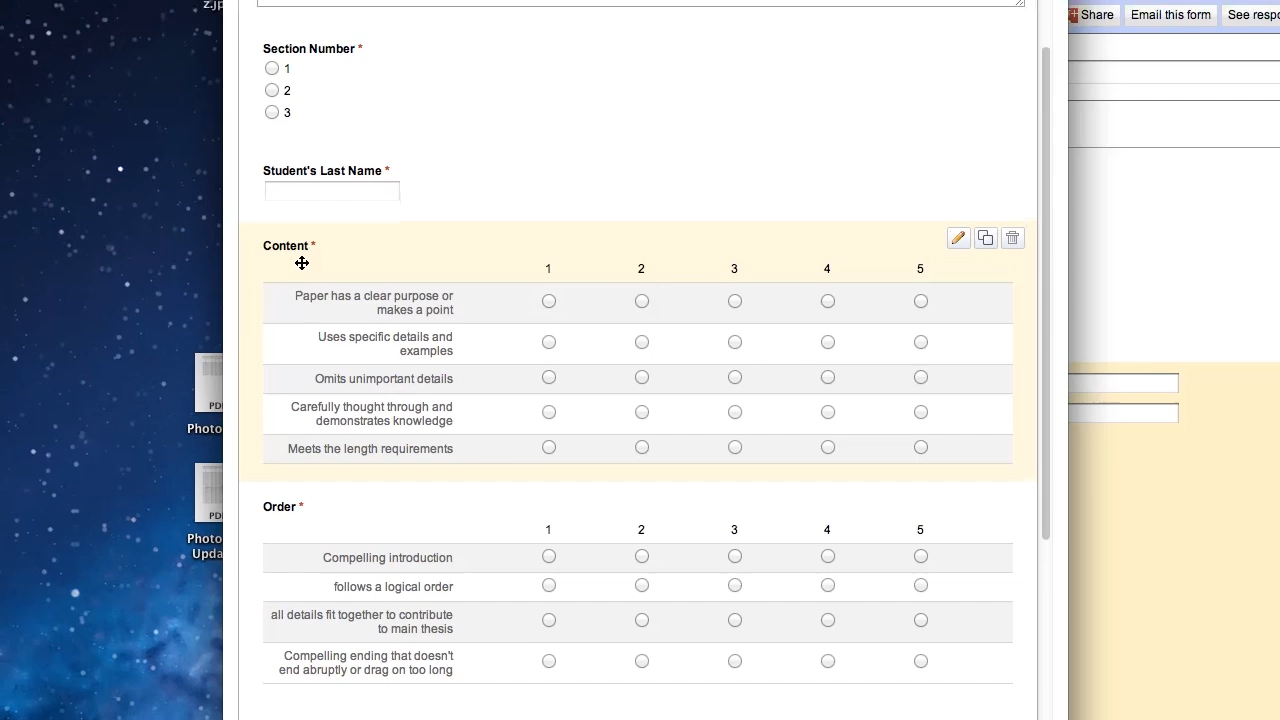 z.jp
Share Email this form See respo
Section Number *
1
2
3
Student's Last Name *
Content *
1 2 3 4 5
Paper has a clear purpose or
makes a point
Uses specific details and
examples
Omits unimportant details
Carefully thought through and
demonstrates knowledge
Meets the length requirements
PD
Photo
Order *
1 2 3 4 5
Compelling introduction
follows a logical order
all details fit together to contribute
to main thesis
Compelling ending that doesn't
end abruptly or drag on too long
PD
Photo
Upda